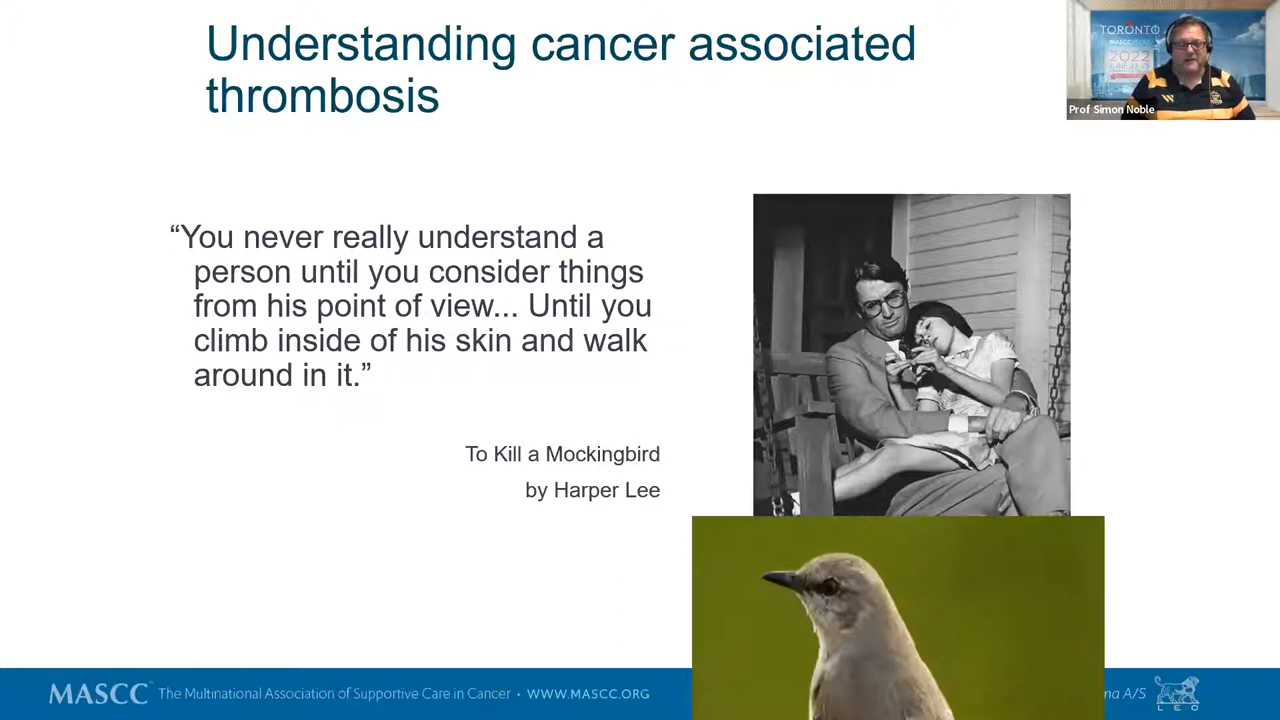 Understanding cancer associated
thrombosis
TORONTO
2022
Prof Simon Noble
“You never really understand a
person until you consider things
from his point of view... Until you
climb inside of his skin and walk
around in it.”
To Kill a Mockingbird
by Harper Lee
MASCC™ The Multinational Association of Supportive Care in Cancer • WWW.MASCC.ORG
A/S
LEO